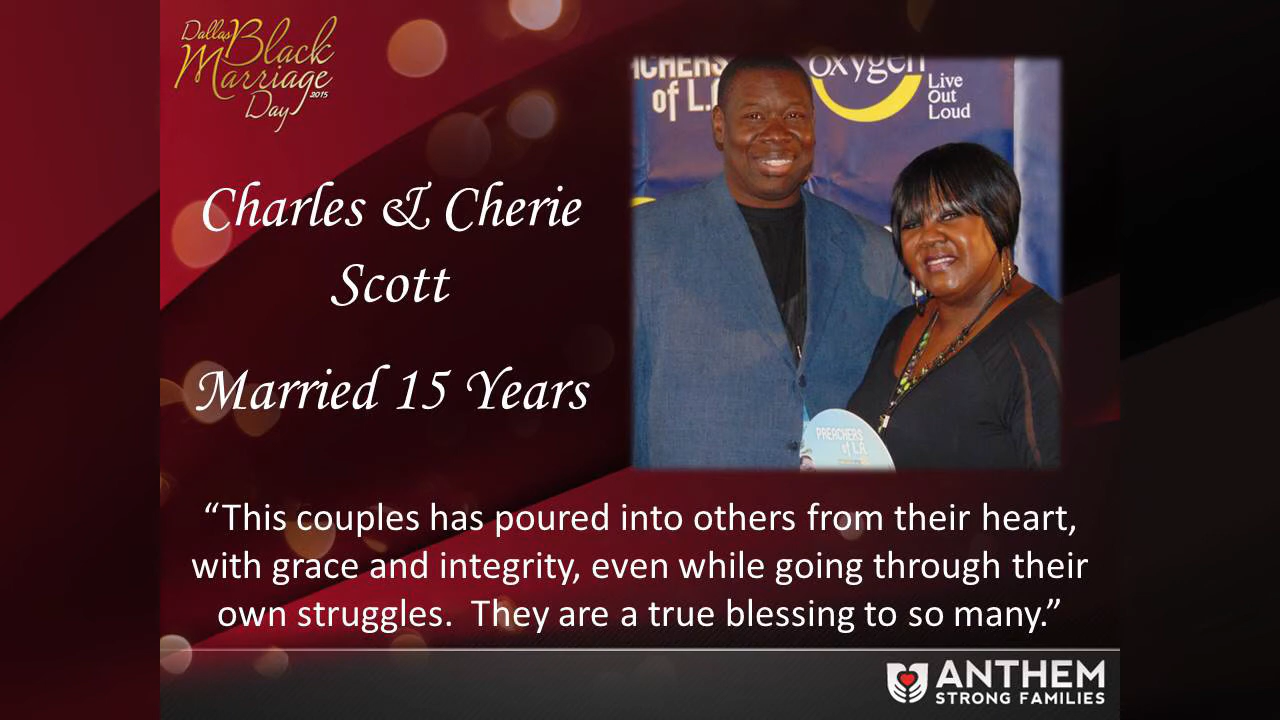 Dallas Black
Marriage
Day 2015
ACHERS
of L.A
oxygen
Live
Out
Loud
Charles & Cherie
Scott
Married 15 Years
PREACHERS
of L.A.
“This couples has poured into others from their heart,
with grace and integrity, even while going through their
own struggles.  They are a true blessing to so many.”
ANTHEM
STRONG FAMILIES